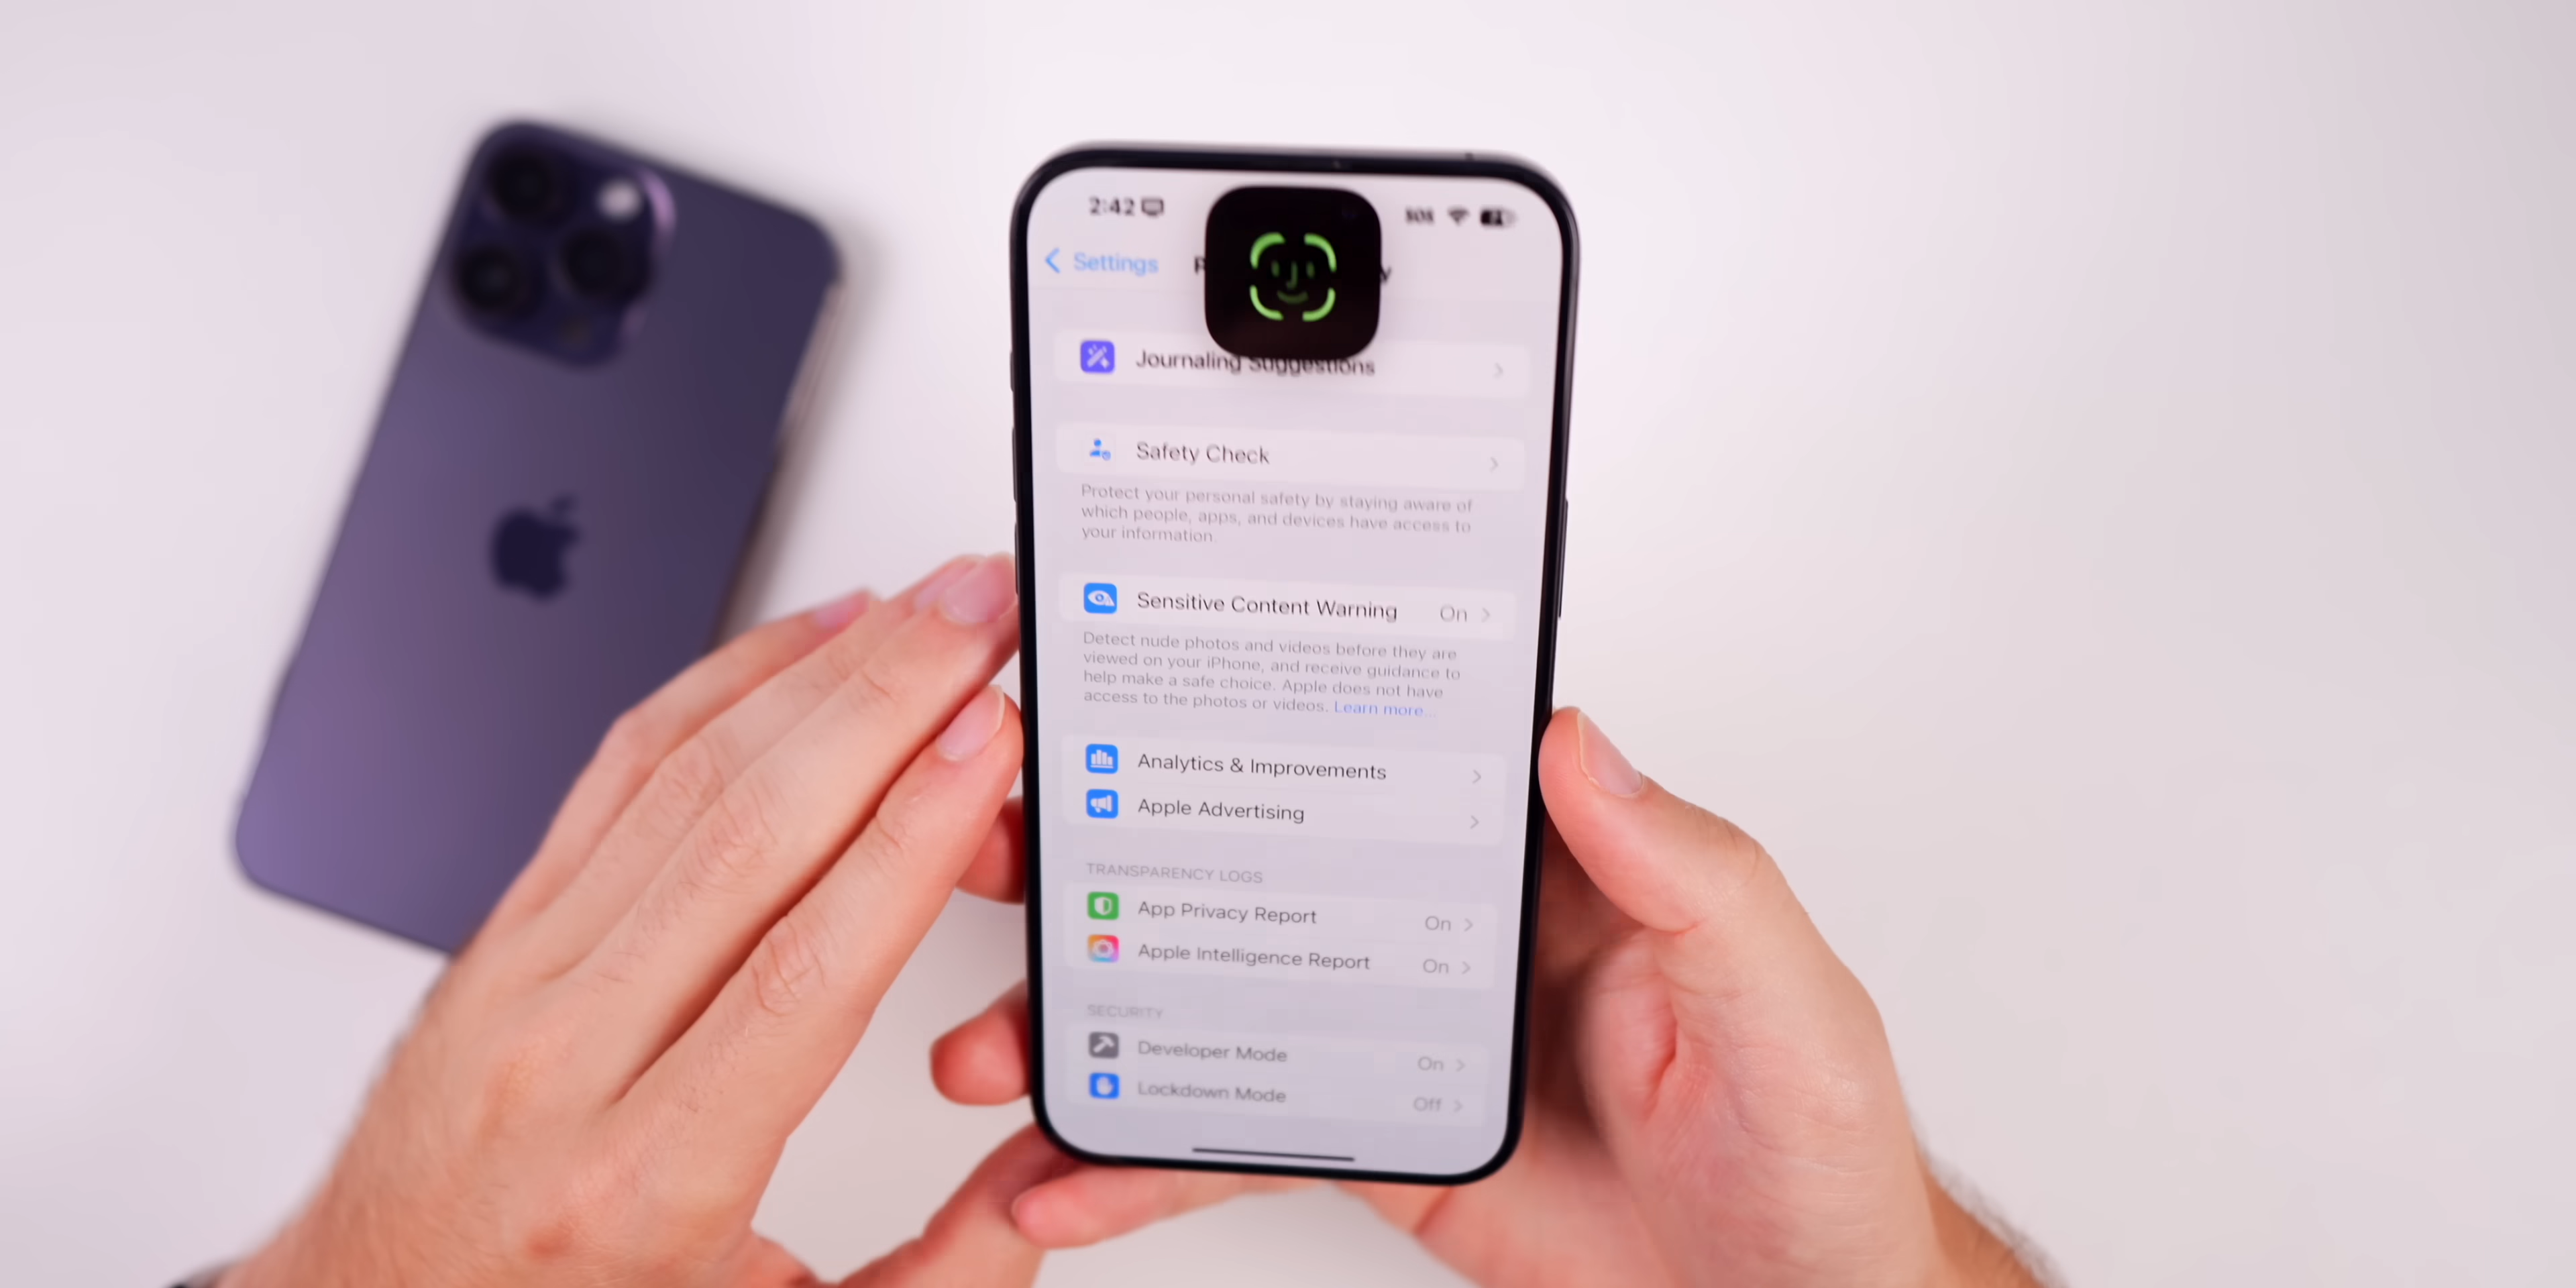 2:42
SOS
Settings
Journaling Suggestions
Safety Check
Protect your personal safety by staying aware of
which people, apps, and devices have access to
your information.
Sensitive Content Warning On
Detect nude photos and videos before they are
viewed on your iPhone, and receive guidance to
help make a safe choice. Apple does not have
access to the photos or videos. Learn more...
Analytics & Improvements
Apple Advertising
TRANSPARENCY LOGS
App Privacy Report On
Apple Intelligence Report On
SECURITY
Developer Mode On
Lockdown Mode Off